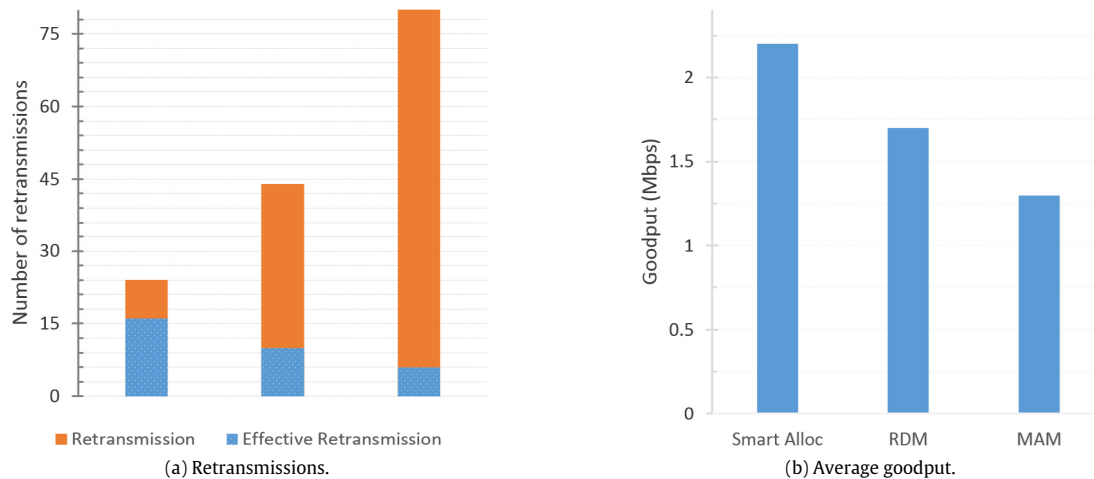 Number of retransmissions
75
60
45
30
15
0
Retransmission
Effective Retransmission
(a) Retransmissions.
Goodput (Mbps)
2
1.5
1
0.5
0
Smart Alloc
RDM
MAM
(b) Average goodput.